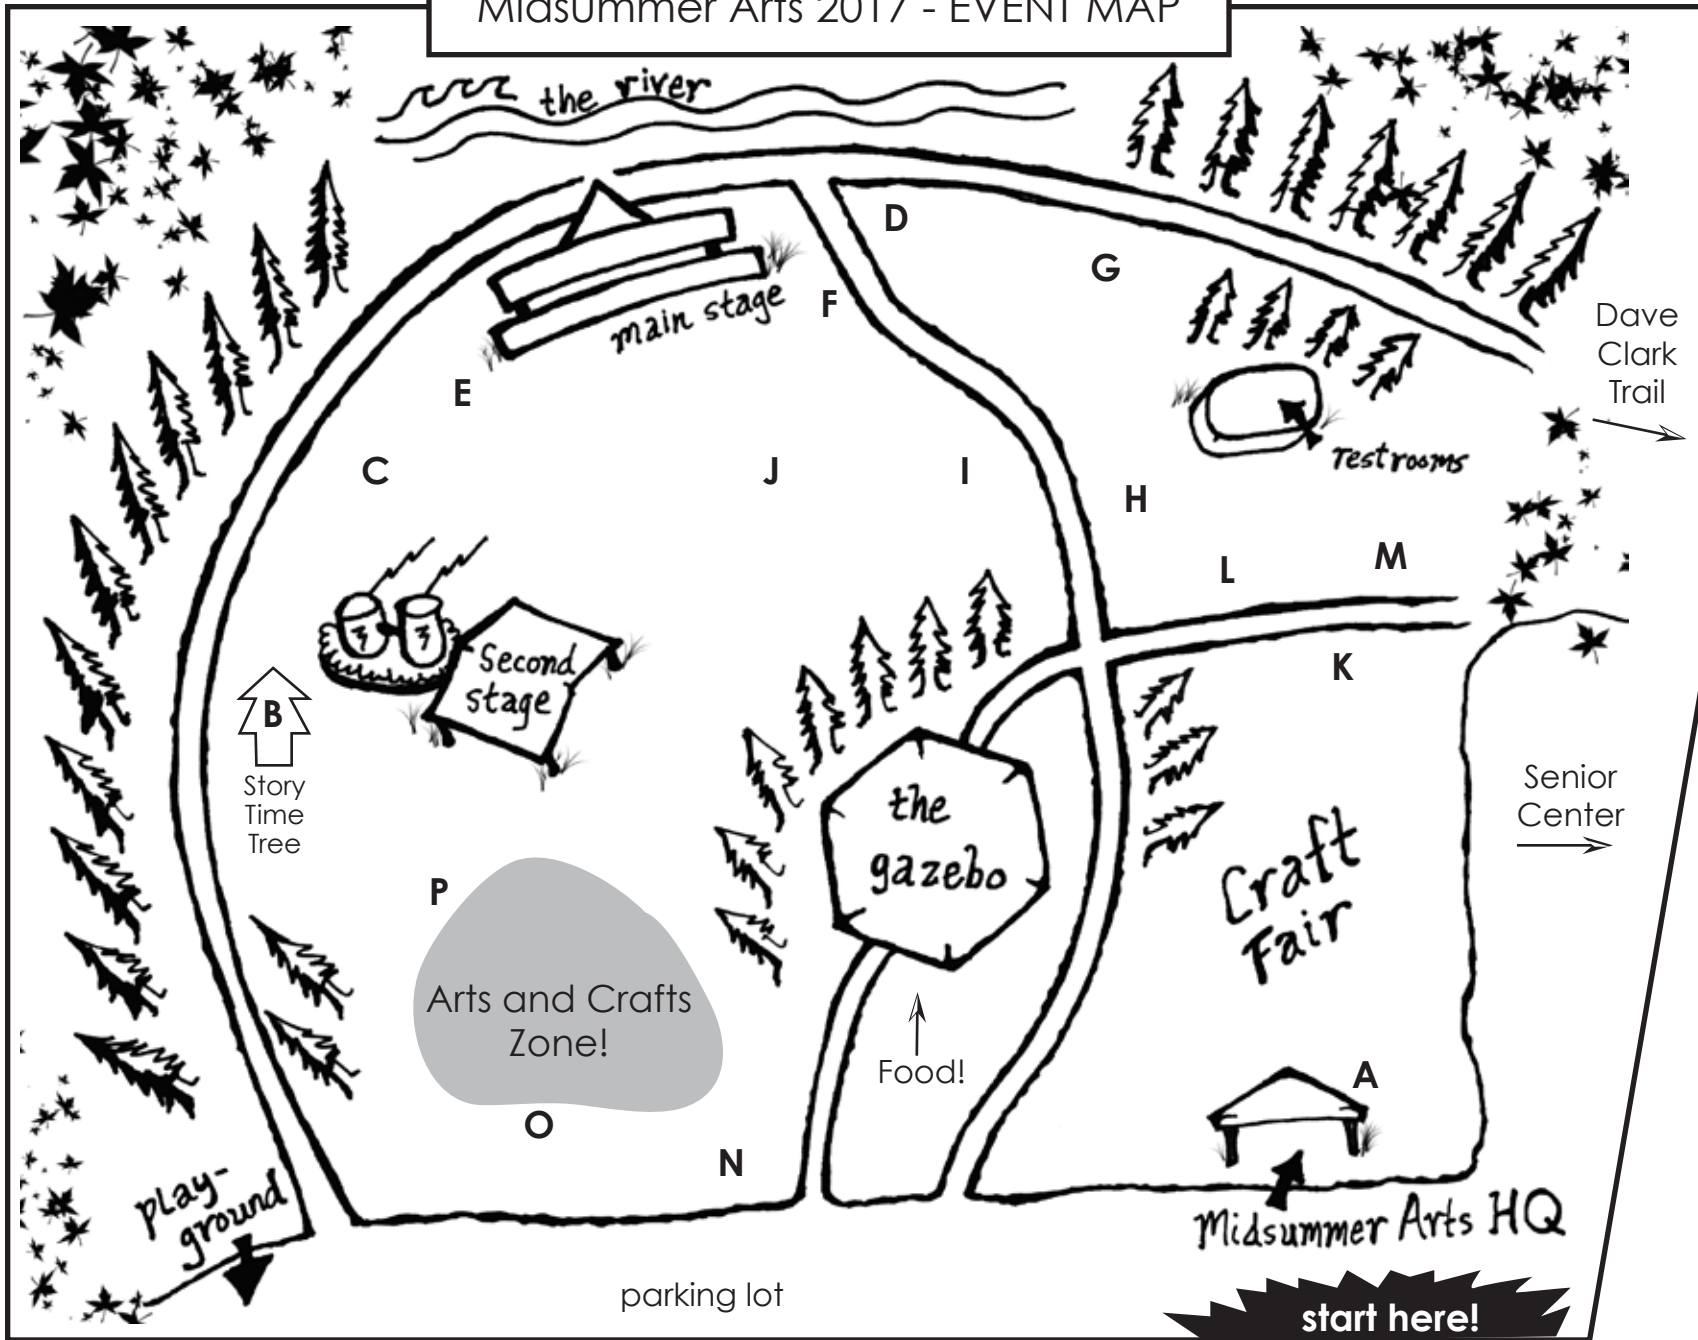 Midsummer Arts 2017 - EVENT MAP
the river
D
G
F
main stage
Dave
Clark
Trail
E
C
J
I
restrooms
H
L
M
Second
stage
K
B
Story
Time
Tree
the
gazebo
Senior
Center
Craft
Fair
P
Arts and Crafts
Zone!
Food!
A
O
N
play-
ground
Midsummer Arts HQ
parking lot
start here!